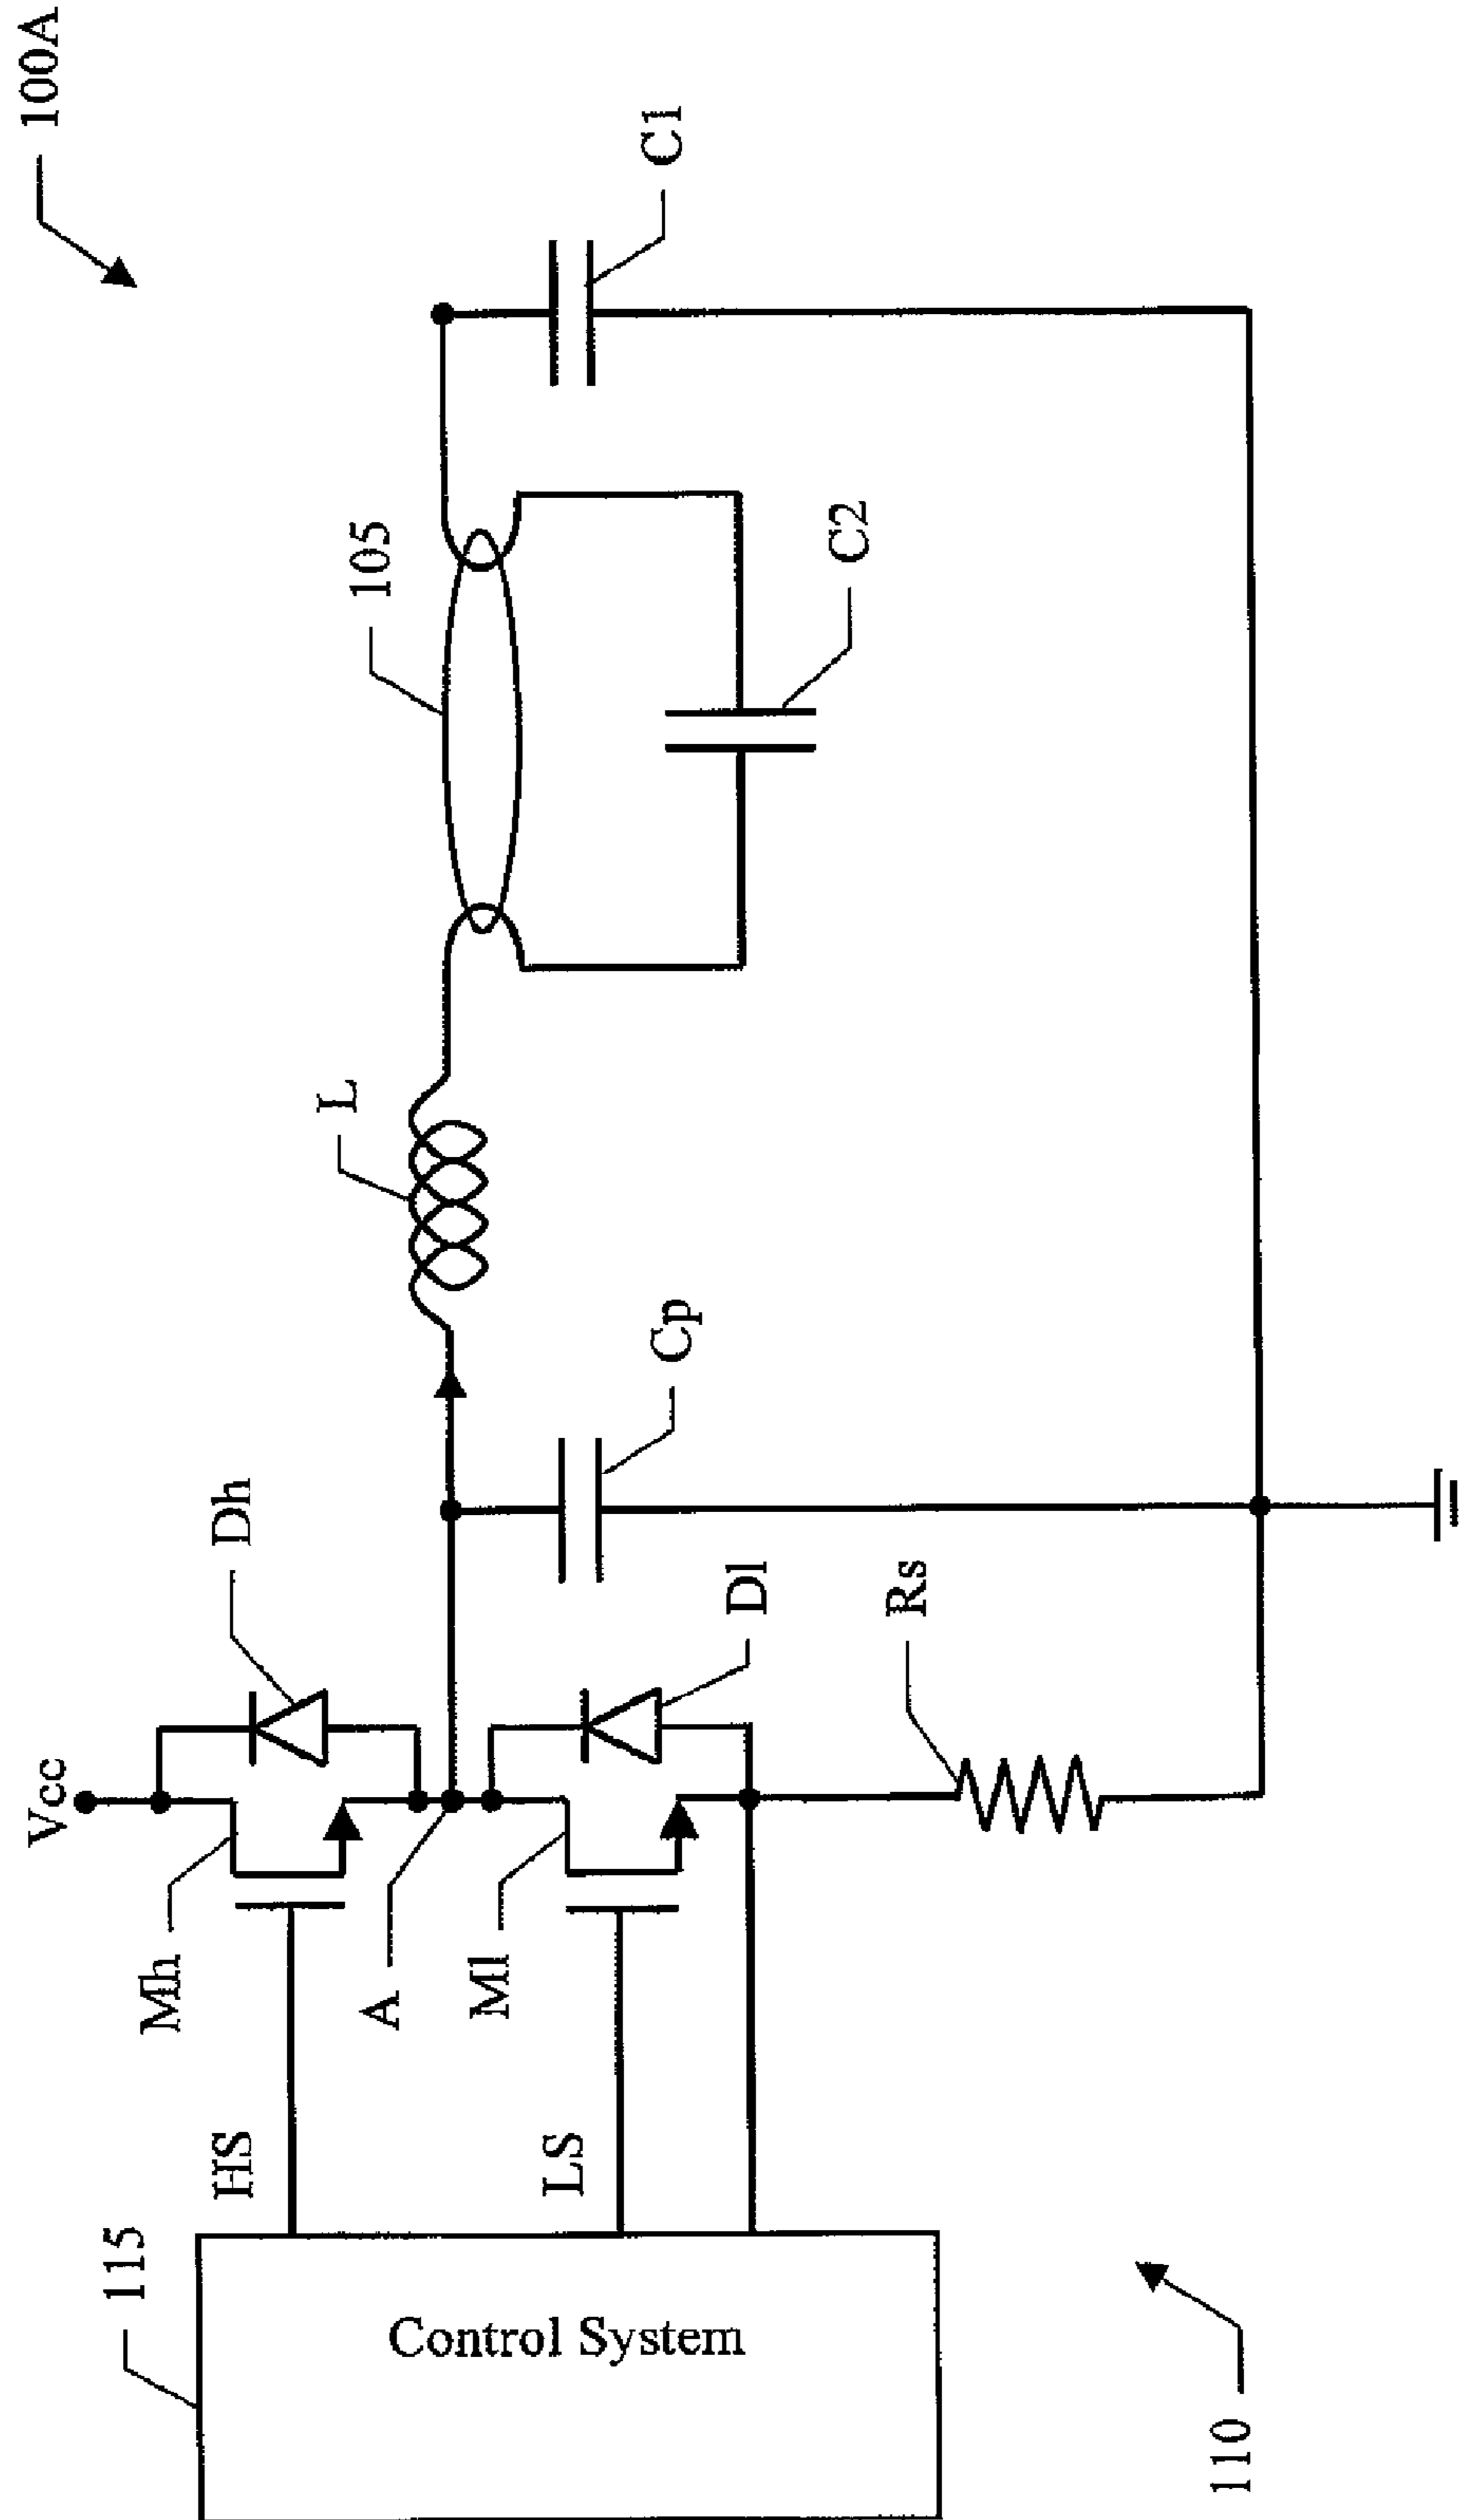 100A
Vcc
Mh
Dh
L
105
C1
115
HS
A
Cp
C2
LS
Ml
Dl
Control System
Rs
110